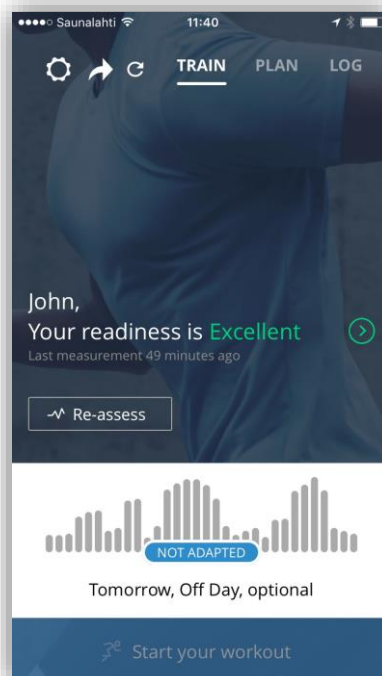 Saunalahti 11:40
TRAIN PLAN LOG
John,
Your readiness is Excellent
Last measurement 49 minutes ago
Re-assess
NOT ADAPTED
Tomorrow, Off Day, optional
Start your workout